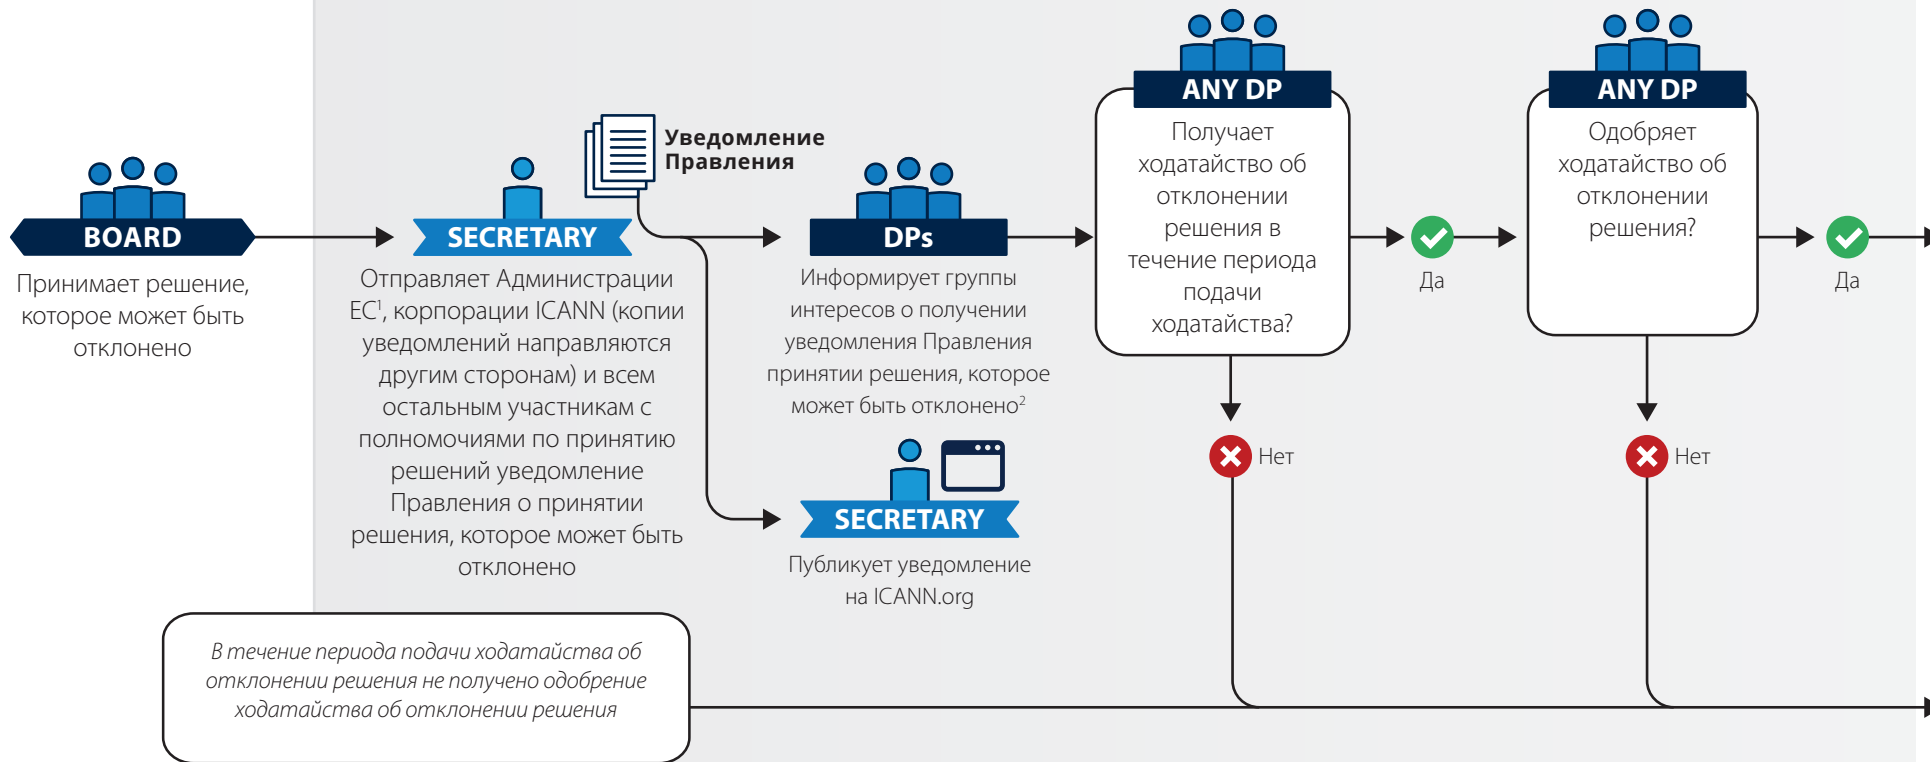 BOARD
Принимает решение,
которое может быть
отклонено
SECRETARY
Отправляет Администрации
EC¹, корпорации ICANN (копии
уведомлений направляются
другим сторонам) и всем
остальным участникам с
полномочиями по принятию
решений уведомление
Правления о принятии
решения, которое может быть
отклонено
Уведомление
Правления
DPs
Информирует группы
интересов о получении
уведомления Правления
принятии решения, которое
может быть отклонено²
SECRETARY
Публикует уведомление
на ICANN.org
ANY DP
Получает
ходатайство об
отклонении
решения в
течение периода
подачи
ходатайства?
Да
Нет
ANY DP
Одобряет
ходатайство об
отклонении
решения?
Да
Нет
В течение периода подачи ходатайства об
отклонении решения не получено одобрение
ходатайства об отклонении решения